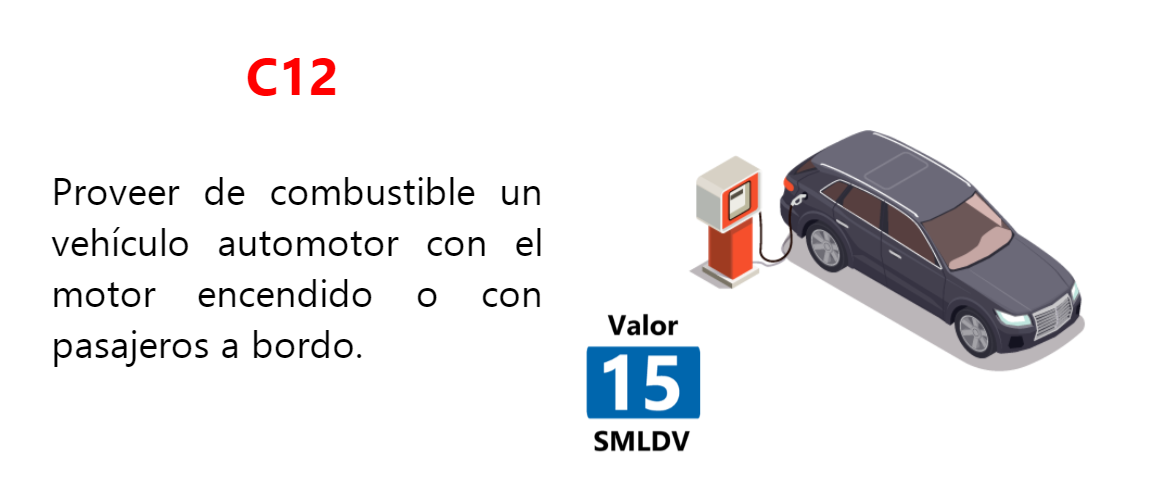 C12
Proveer de combustible un
vehículo automotor con el
motor encendido o con
pasajeros a bordo.
Valor
15
SMLDV